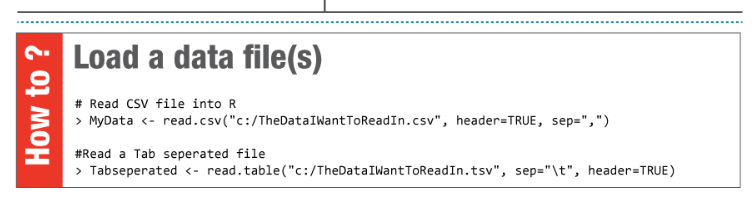 How to ?
Load a data file(s)
# Read CSV file into R
> MyData <- read.csv("c:/TheDataIWantToReadIn.csv", header=TRUE, sep=",")
#Read a Tab seperated file
> Tabseperated <- read.table("c:/TheDataIWantToReadIn.tsv", sep="\t", header=TRUE)